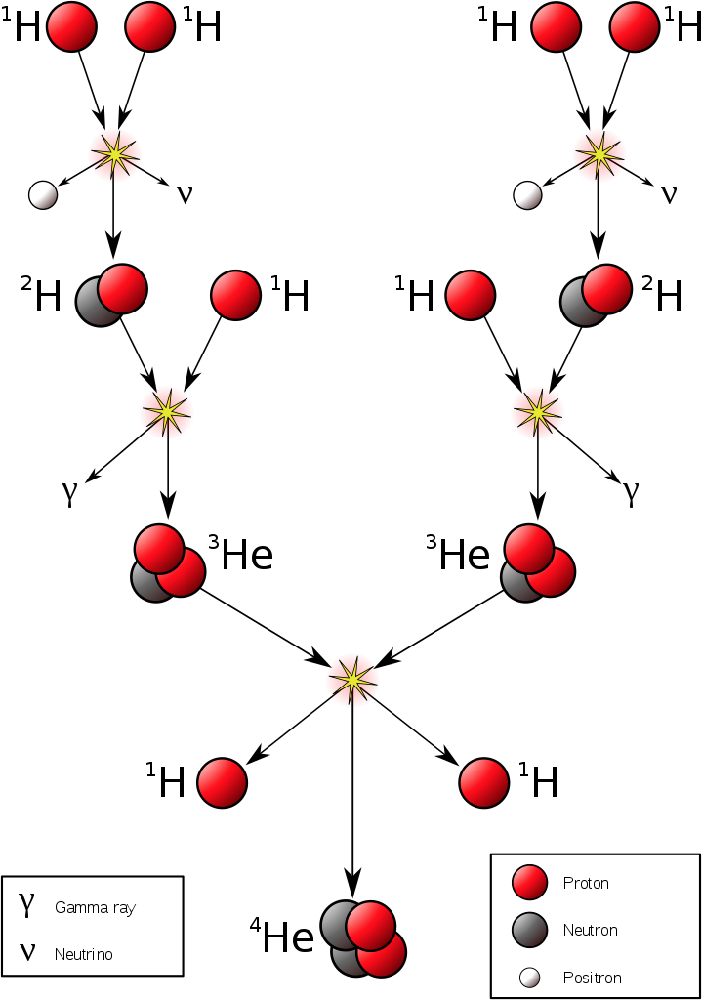 ¹H ¹H ¹H ¹H
ν ν
²H ¹H ¹H ²H
γ γ
³He ³He
¹H ¹H
⁴He
γ Gamma ray
ν Neutrino
Proton
Neutron
Positron